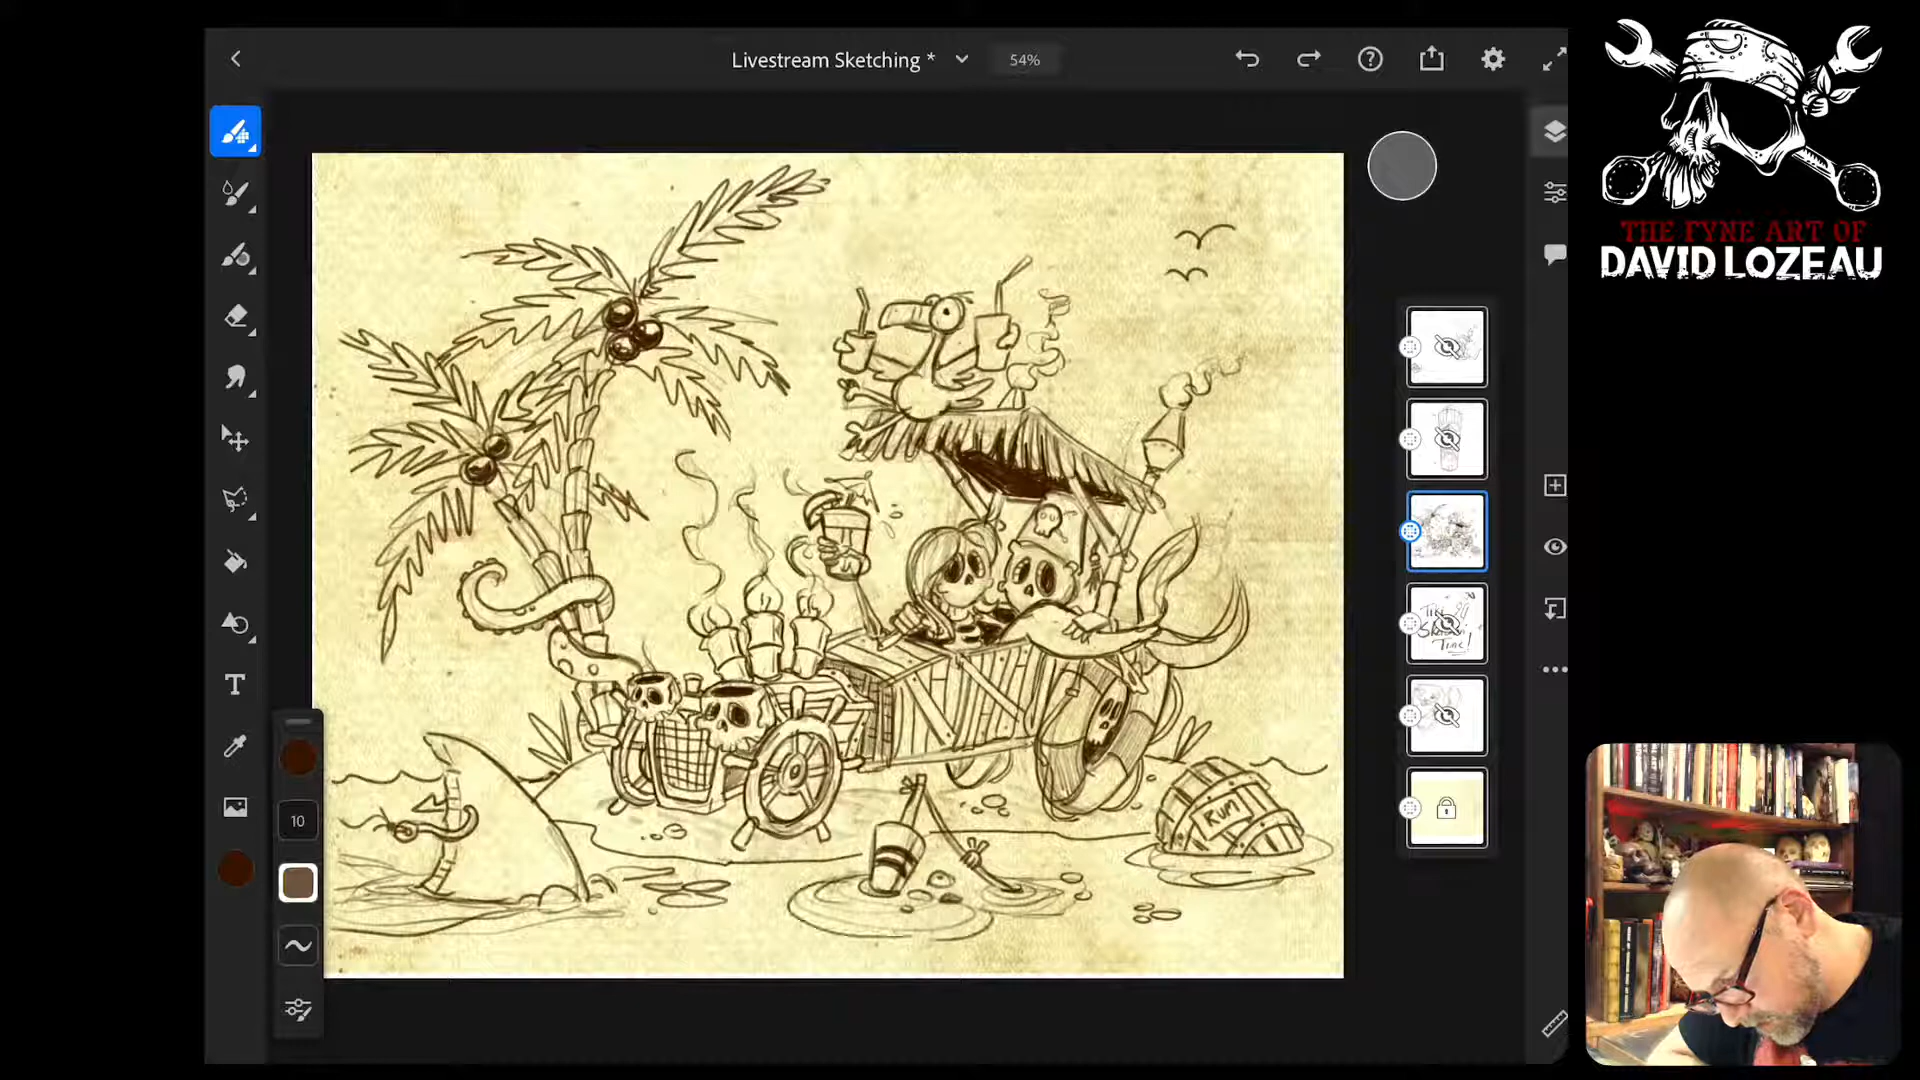 Livestream Sketching *
54%
THE FYNE ART OF
DAVID LOZEAU
10
T
RUM